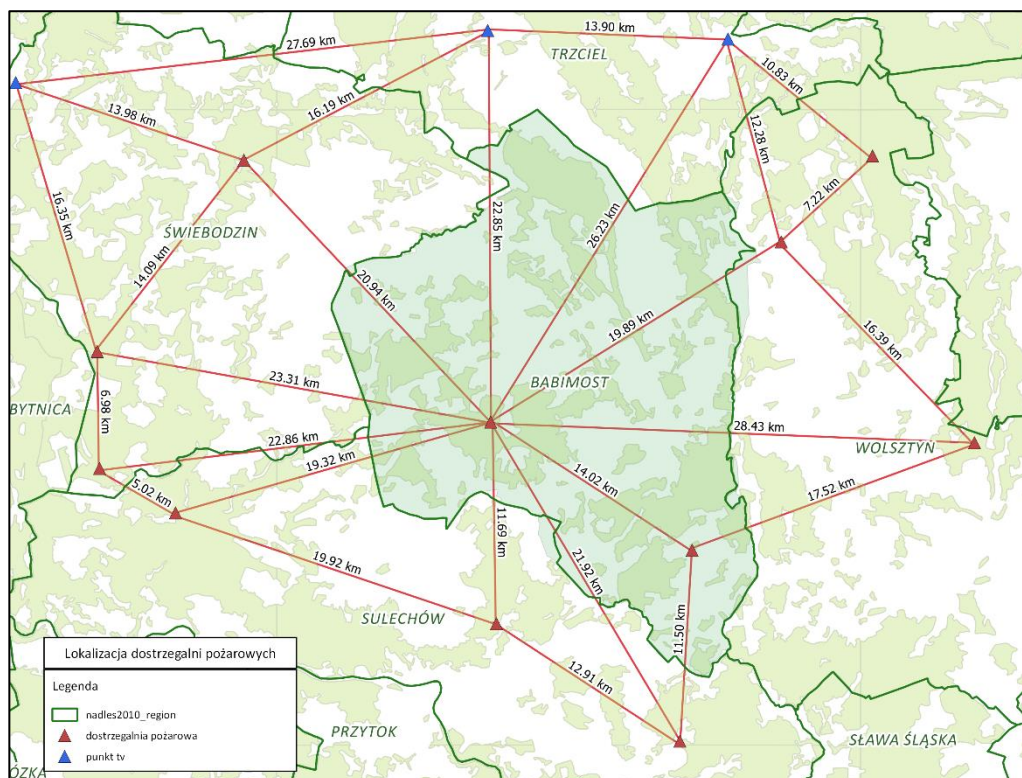 27.69 km
13.90 km
TRZCIEL
10.83 km
13.98 km
16.19 km
12.28 km
16.35 km
7.22 km
22.85 km
26.23 km
ŚWIEBODZIN
14.09 km
20.94 km
19.89 km
16.39 km
23.31 km
BABIMOST
6.98 km
BYTNICA
28.43 km
22.86 km
WOLSZTYN
19.32 km
14.02 km
5.02 km
17.52 km
11.69 km
19.92 km
21.92 km
SULECHÓW
11.50 km
12.91 km
Lokalizacja dostrzegalni pożarowych
Legenda
nadles2010_region
dostrzegalnia pożarowa
punkt tv
PRZYTOK
SŁAWA ŚLĄSKA
ÓZKA